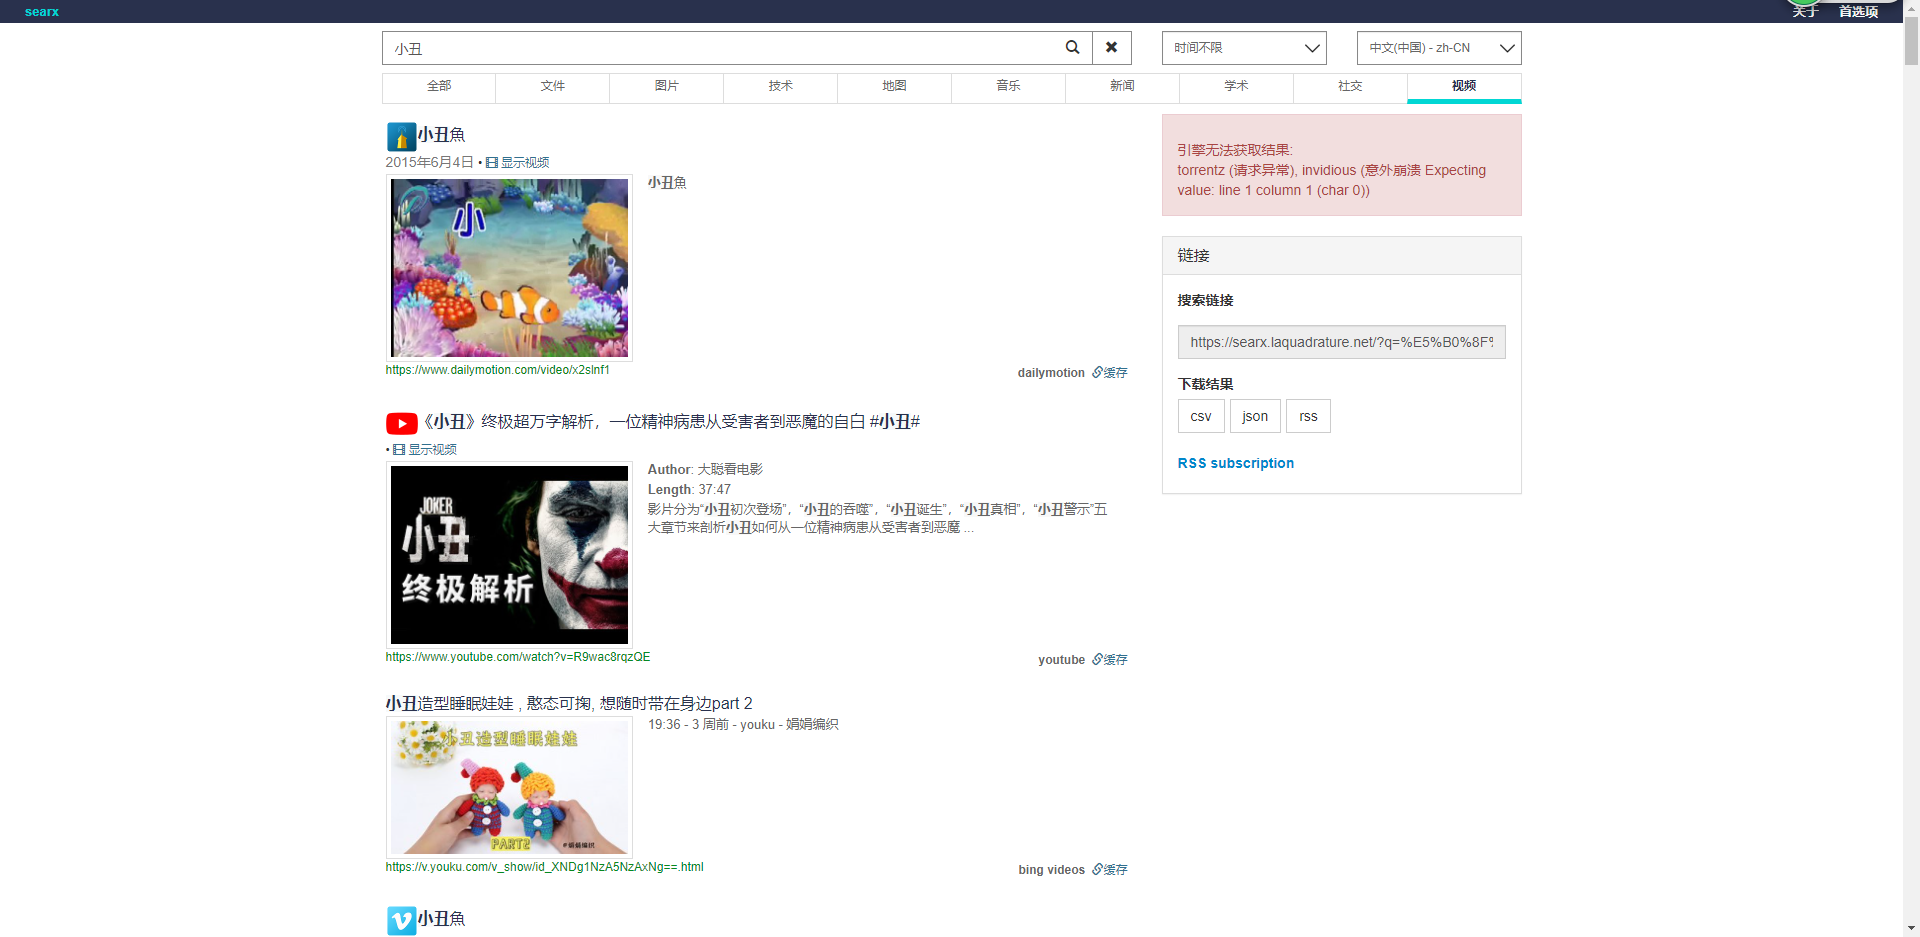 searx
关于 首选项
小丑
时间不限
中文(中国) - zh-CN
全部 文件 图片 技术 地图 音乐 新闻 学术 社交 视频
小丑魚
2015年6月4日 • 显示视频
小
小丑魚
https://www.dailymotion.com/video/x2slnf1
dailymotion 缓存
《小丑》终极超万字解析，一位精神病患从受害者到恶魔的自白 #小丑#
• 显示视频
JOKER
小丑
终极解析
Author: 大聪看电影
Length: 37:47
影片分为“小丑初次登场”，“小丑的吞噬”，“小丑诞生”，“小丑真相”，“小丑警示”五
大章节来剖析小丑如何从一位精神病患从受害者到恶魔 ...
https://www.youtube.com/watch?v=R9wac8rqzQE
youtube 缓存
小丑造型睡眠娃娃 , 憨态可掬, 想随时带在身边part 2
小丑造型睡眠娃娃
PART2
#娟娟编织
19:36 - 3 周前 - youku - 娟娟编织
https://v.youku.com/v_show/id_XNDg1NzA5NzAxNg==.html
bing videos 缓存
小丑魚
引擎无法获取结果:
torrentz (请求异常), invidious (意外崩溃 Expecting
value: line 1 column 1 (char 0))
链接
搜索链接
https://searx.laquadrature.net/?q=%E5%B0%8F%
下载结果
csv json rss
RSS subscription